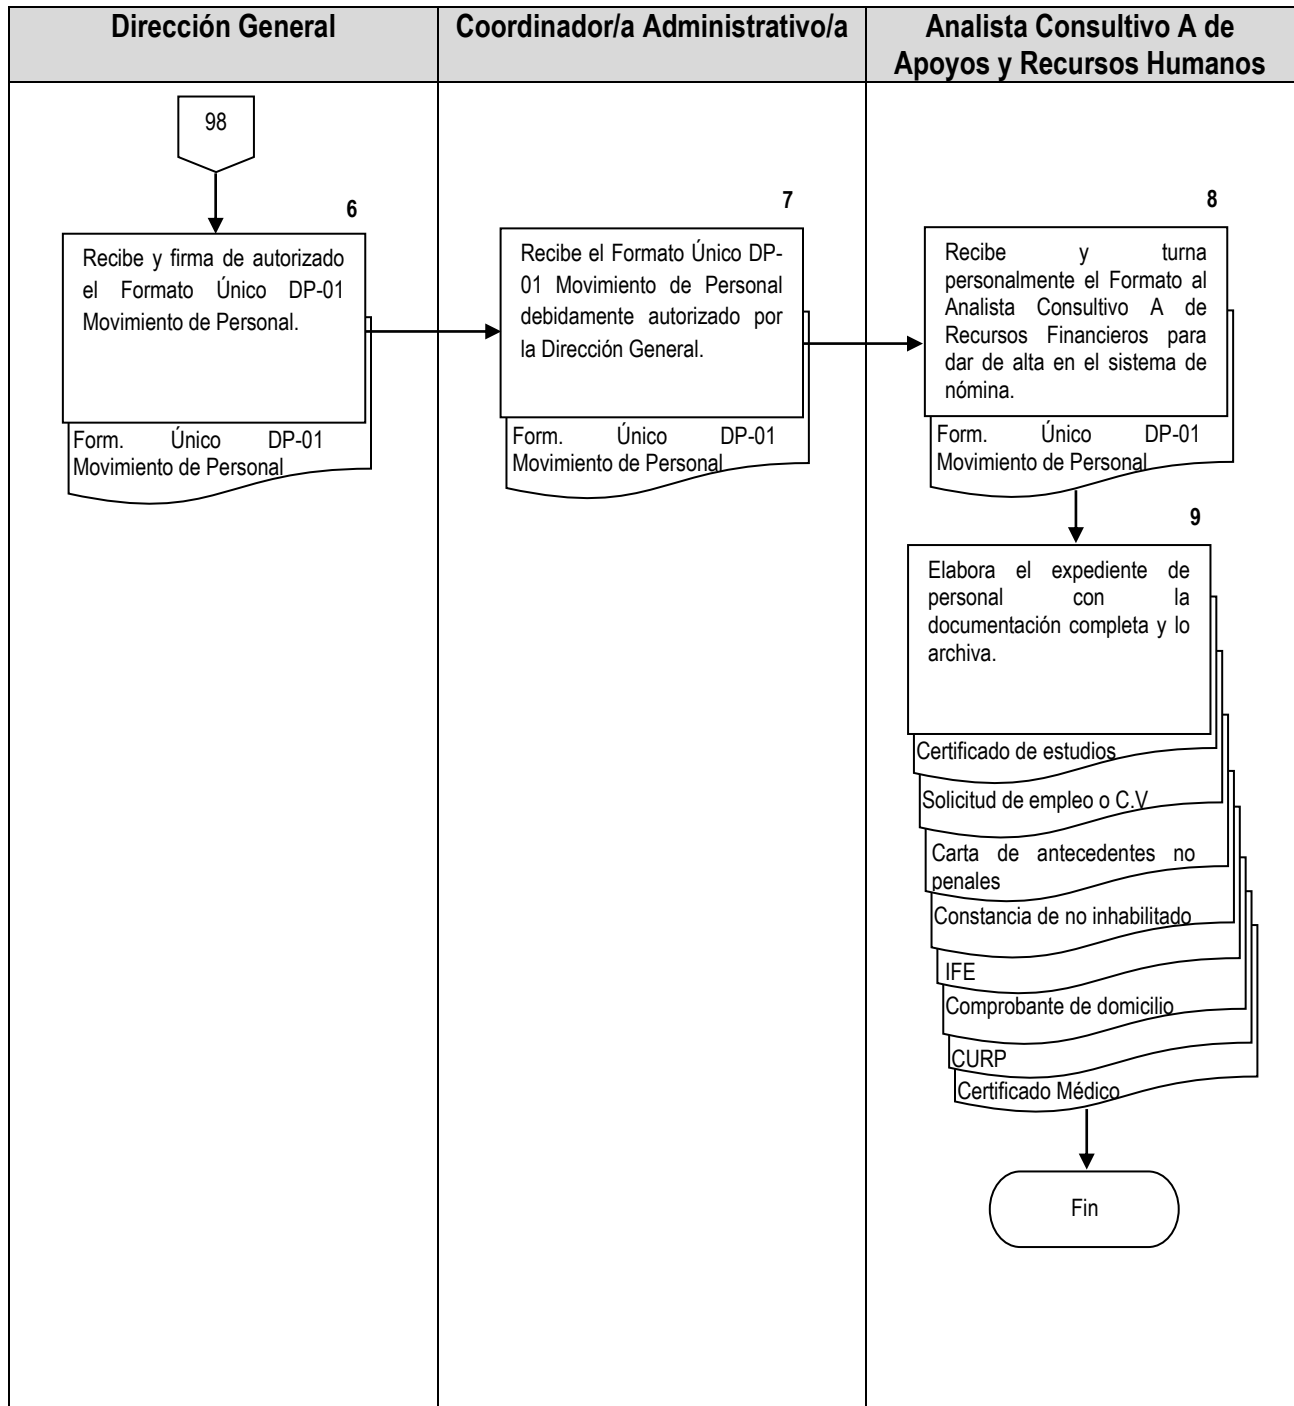 Dirección General
Coordinador/a Administrativo/a
Analista Consultivo A de
Apoyos y Recursos Humanos
98
6
Recibe y firma de autorizado
el Formato Único DP-01
Movimiento de Personal.
Form. Único DP-01
Movimiento de Personal
7
Recibe el Formato Único DP-
01 Movimiento de Personal
debidamente autorizado por
la Dirección General.
Form. Único DP-01
Movimiento de Personal
8
Recibe y turna
personalmente el Formato al
Analista Consultivo A de
Recursos Financieros para
dar de alta en el sistema de
nómina.
Form. Único DP-01
Movimiento de Personal
9
Elabora el expediente de
personal con la
documentación completa y lo
archiva.
Certificado de estudios
Solicitud de empleo o C.V
Carta de antecedentes no
penales
Constancia de no inhabilitado
IFE
Comprobante de domicilio
CURP
Certificado Médico
Fin